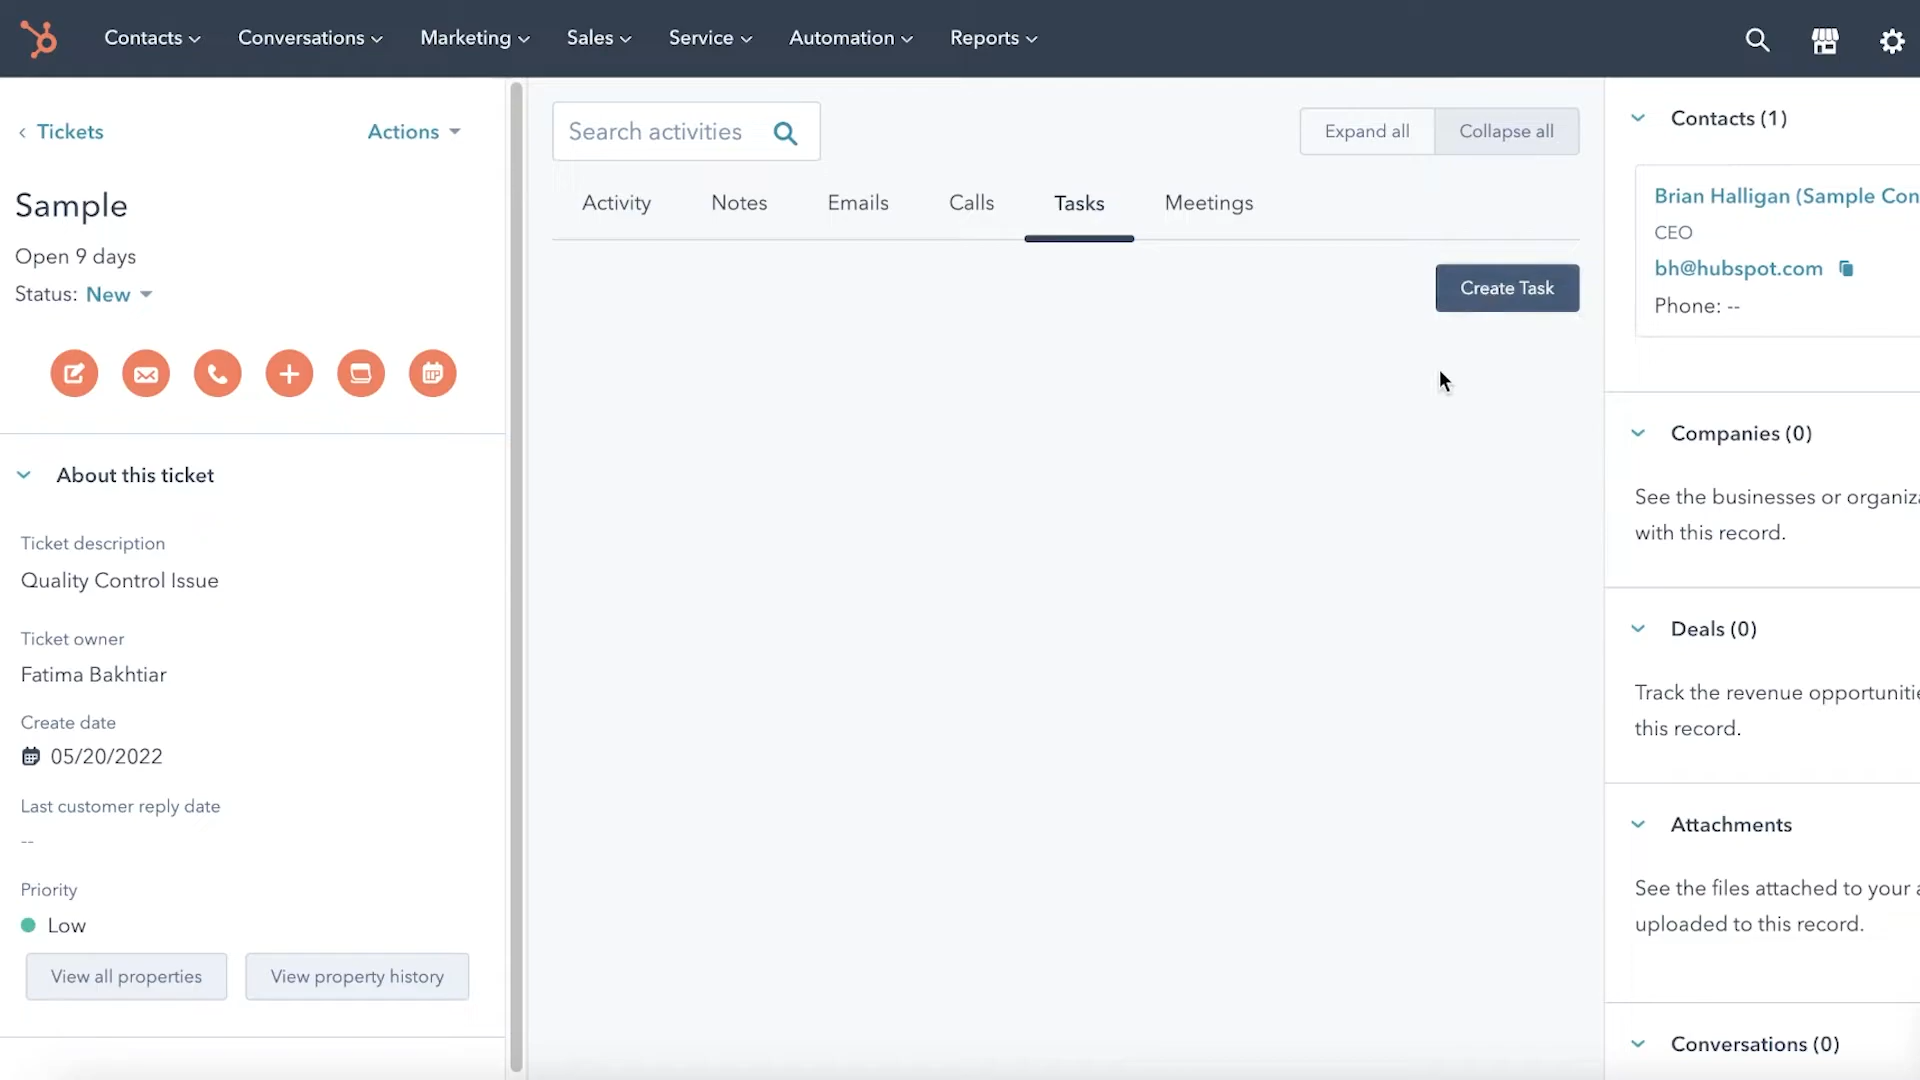 Contacts
Conversations
Marketing
Sales
Service
Automation
Reports
Tickets
Actions
Sample
Open 9 days
Status: New
About this ticket
Ticket description
Quality Control Issue
Ticket owner
Fatima Bakhtiar
Create date
05/20/2022
Last customer reply date
--
Priority
Low
View all properties
View property history
Search activities
Expand all
Collapse all
Activity
Notes
Emails
Calls
Tasks
Meetings
Create Task
Contacts (1)
Brian Halligan (Sample Con
CEO
bh@hubspot.com
Phone: --
Companies (0)
See the businesses or organiza
with this record.
Deals (0)
Track the revenue opportunitie
this record.
Attachments
See the files attached to your a
uploaded to this record.
Conversations (0)